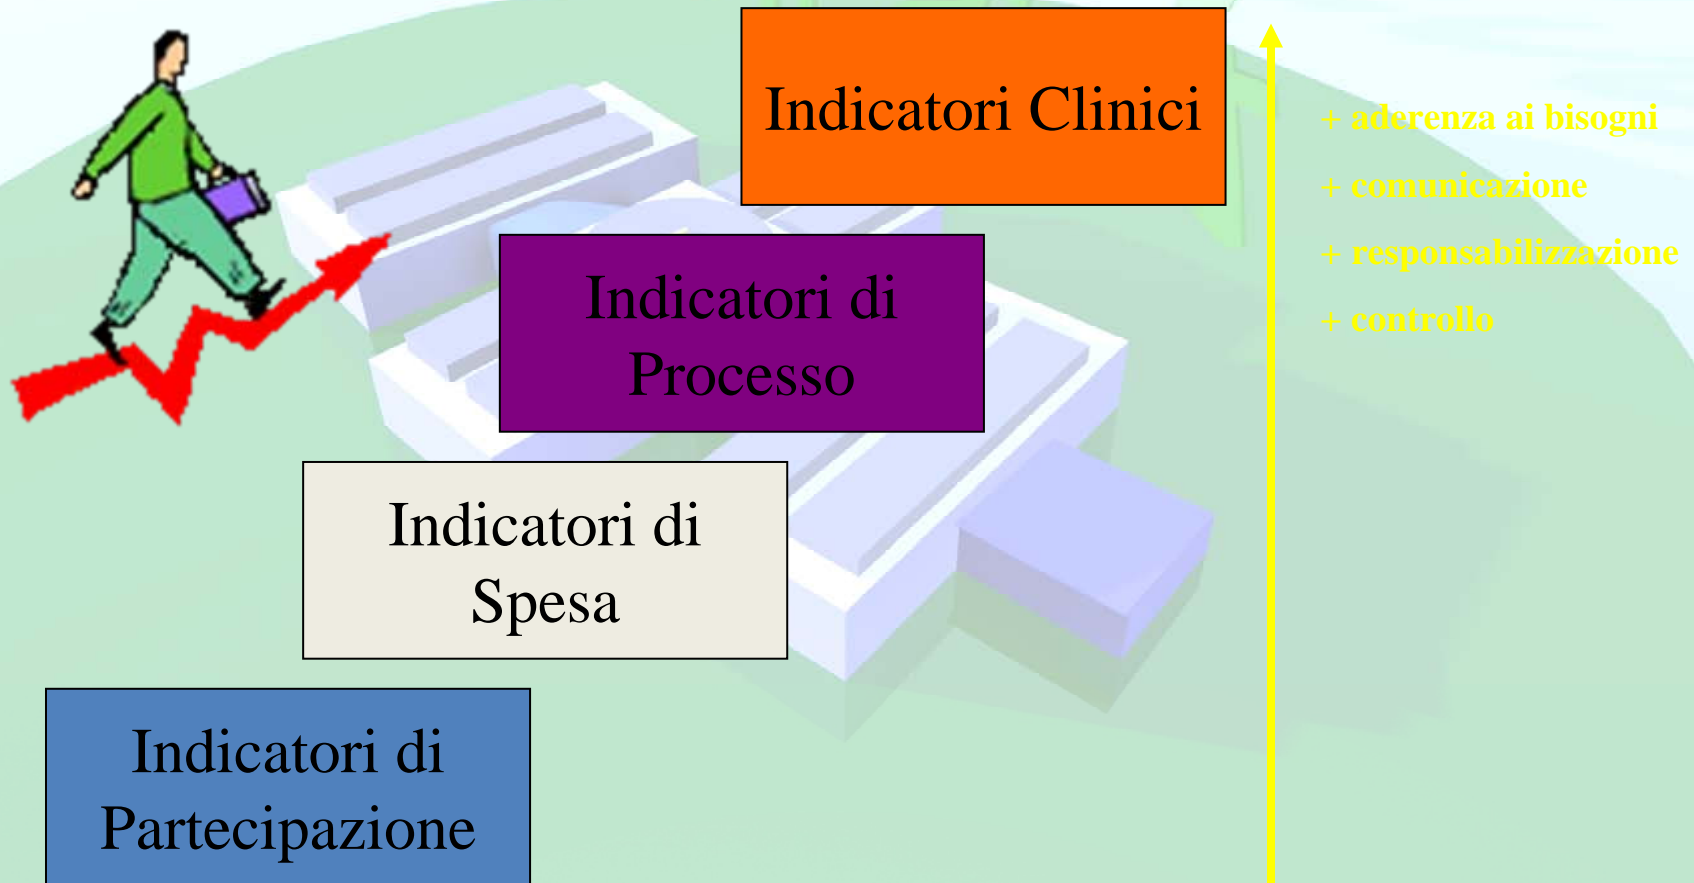 Indicatori Clinici
+ aderenza ai bisogni
+ comunicazione
+ responsabilizzazione
+ controllo
Indicatori di
Processo
Indicatori di
Spesa
Indicatori di
Partecipazione